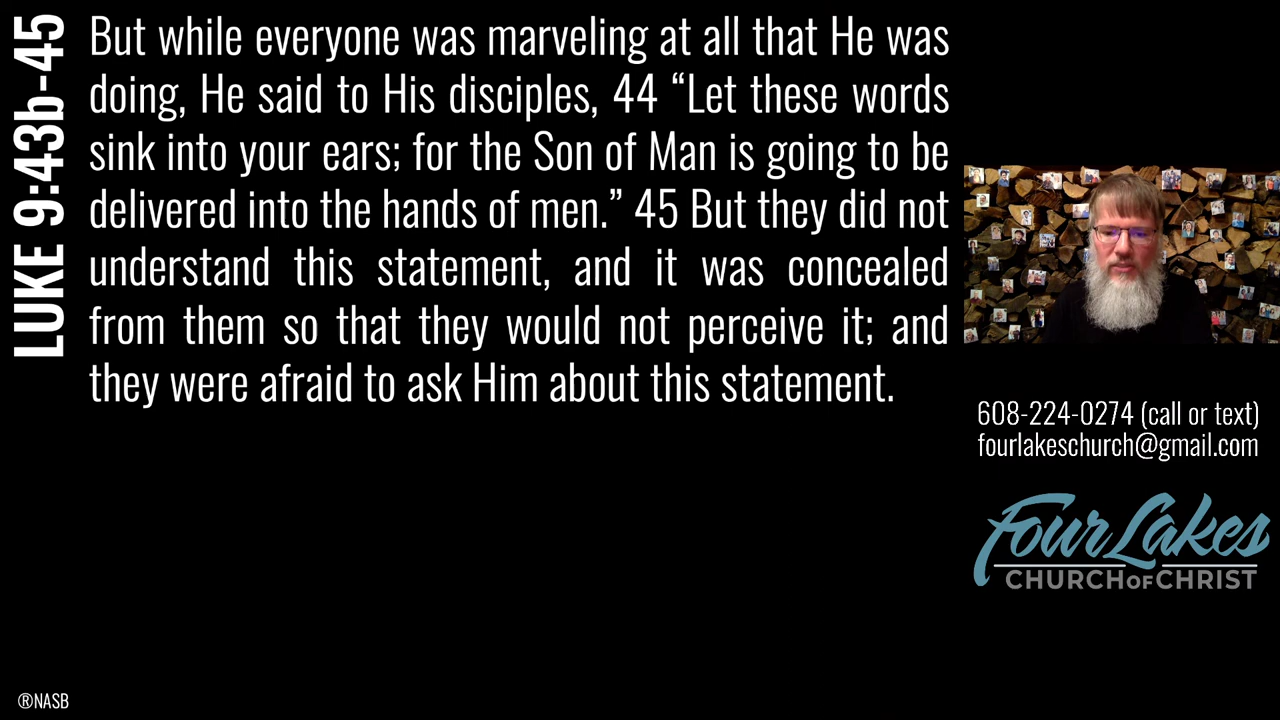 LUKE 9:43b-45
But while everyone was marveling at all that He was
doing, He said to His disciples, 44 “Let these words
sink into your ears; for the Son of Man is going to be
delivered into the hands of men.” 45 But they did not
understand this statement, and it was concealed
from them so that they would not perceive it; and
they were afraid to ask Him about this statement.
608-224-0274 (call or text)
fourlakeschurch@gmail.com
Four Lakes
CHURCH OF CHRIST
®NASB